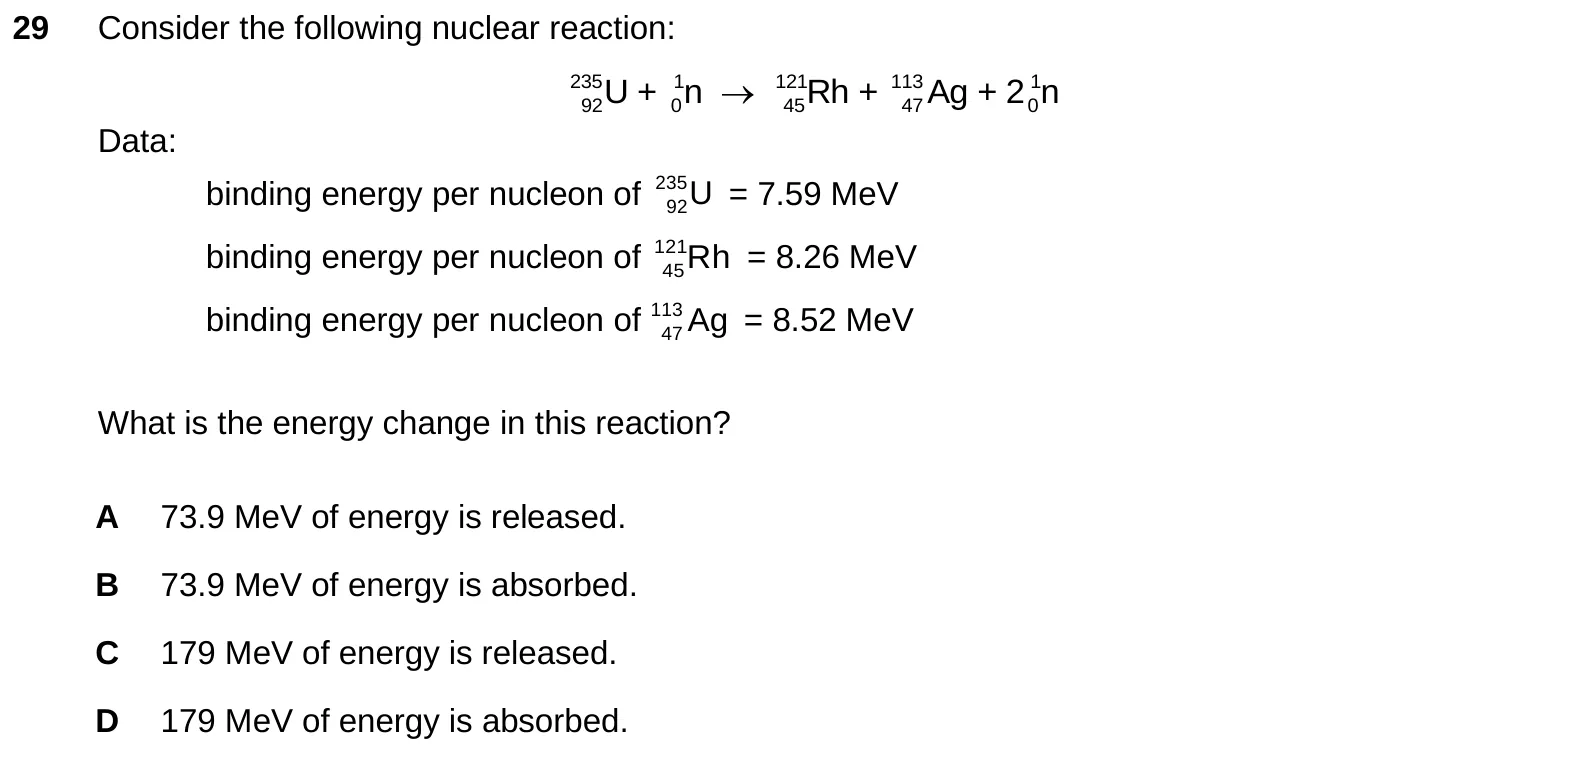 29 Consider the following nuclear reaction:
²³⁵₉₂U + ¹₀n → ¹²¹₄₅Rh + ¹¹³₄₇Ag + 2¹₀n
Data:
binding energy per nucleon of ²³⁵₉₂U = 7.59 MeV
binding energy per nucleon of ¹²¹₄₅Rh = 8.26 MeV
binding energy per nucleon of ¹¹³₄₇Ag = 8.52 MeV
What is the energy change in this reaction?
A 73.9 MeV of energy is released.
B 73.9 MeV of energy is absorbed.
C 179 MeV of energy is released.
D 179 MeV of energy is absorbed.